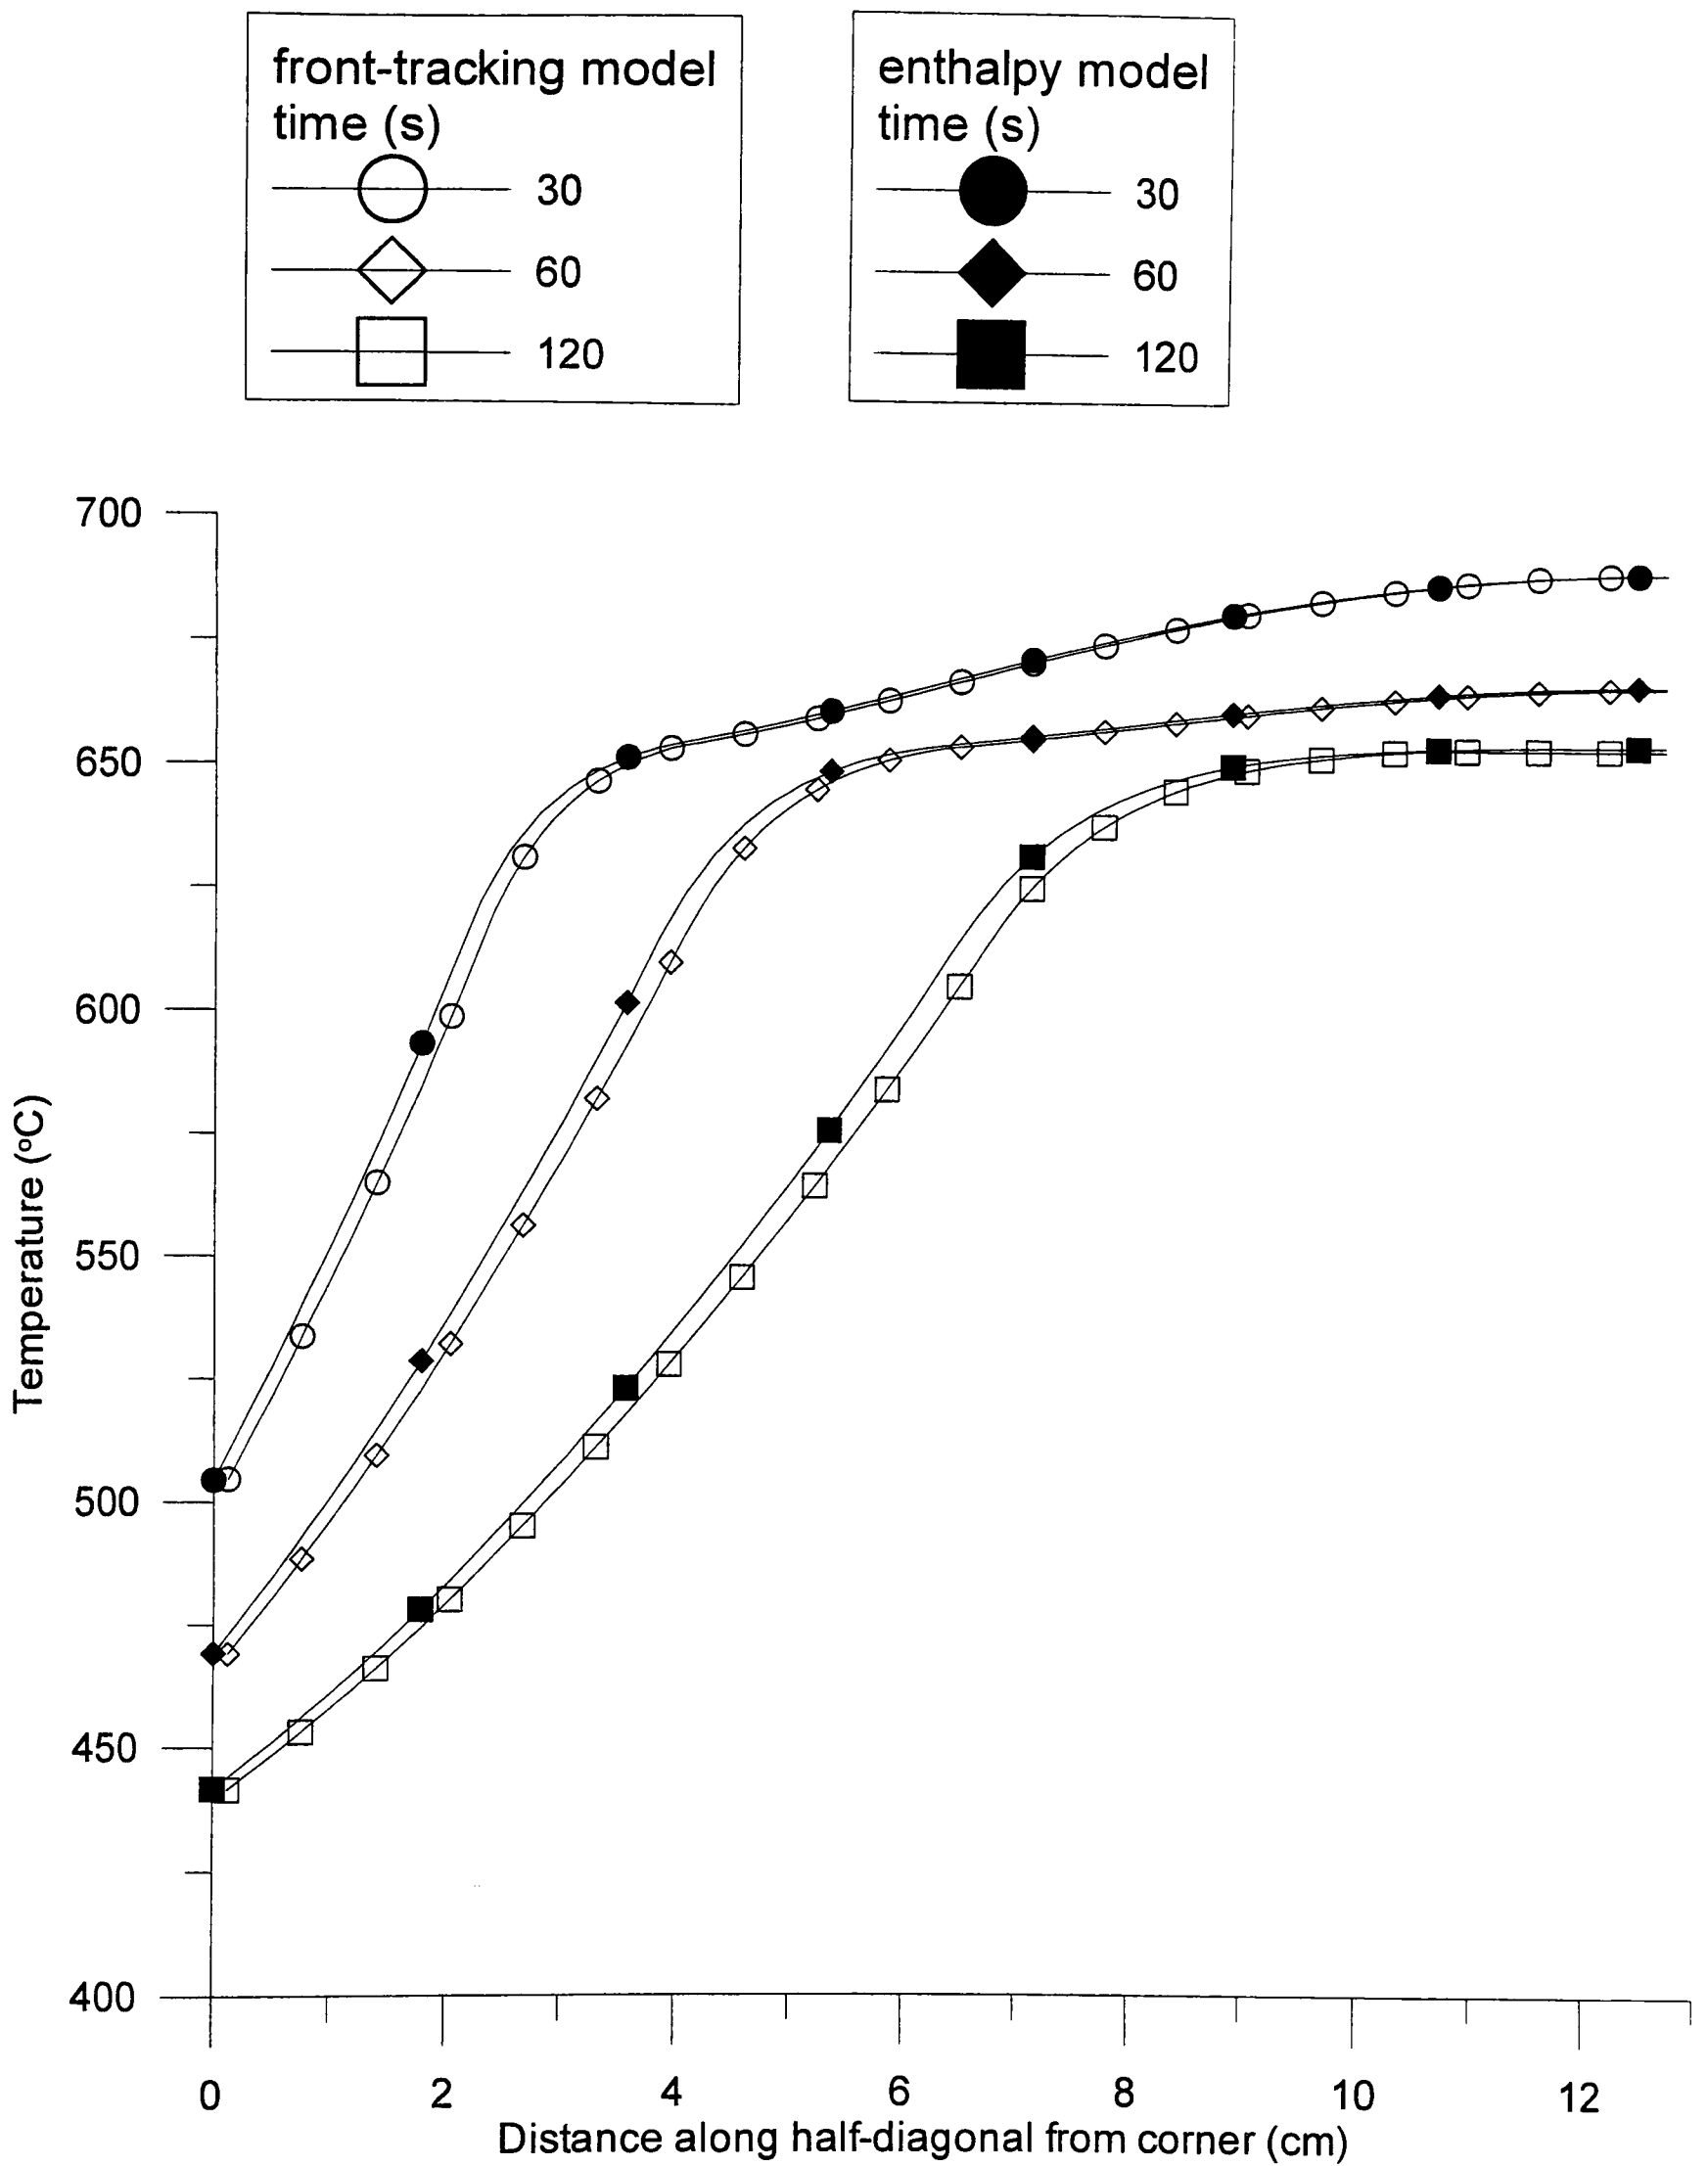 front-tracking model
time (s)
30
60
120
enthalpy model
time (s)
30
60
120
700
650
600
550
500
450
400
Temperature (ºC)
0 2 4 6 8 10 12
Distance along half-diagonal from corner (cm)